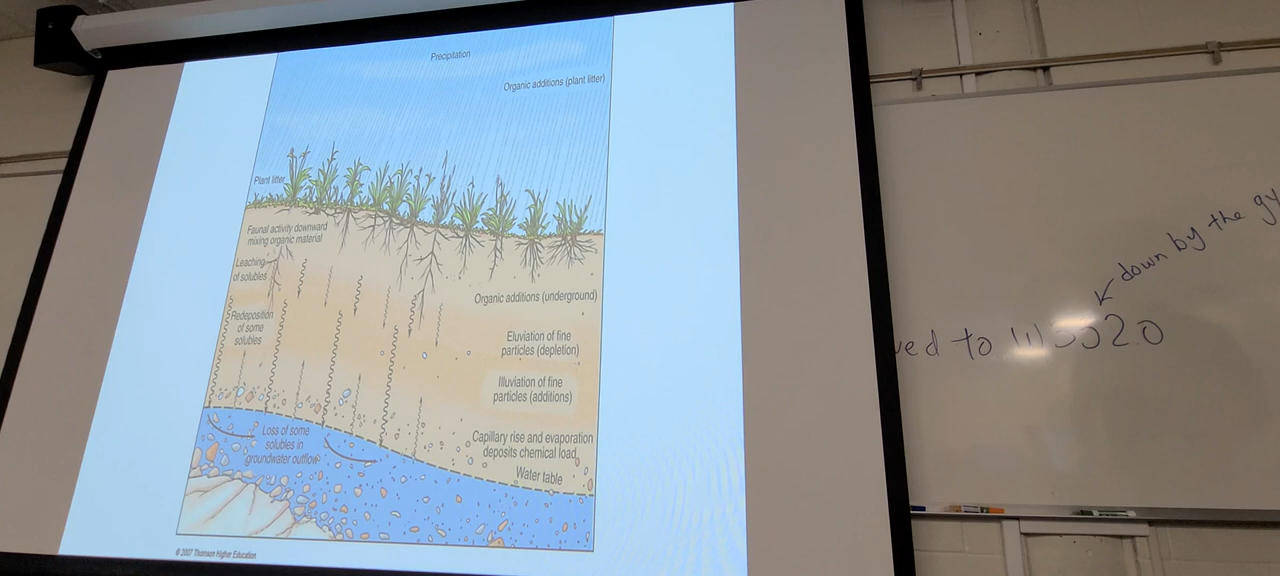 Precipitation
Organic additions (plant litter)
Plant litter
Faunal activity downward
mixing organic material
Leaching
of solubles
Organic additions (underground)
Redeposition
of some
solubles
Eluviation of fine
particles (depletion)
Illuviation of fine
particles (additions)
Loss of some
solubles in
groundwater outflow
Capillary rise and evaporation
deposits chemical load
Water table
© 2007 Thomson Higher Education
down by the
to